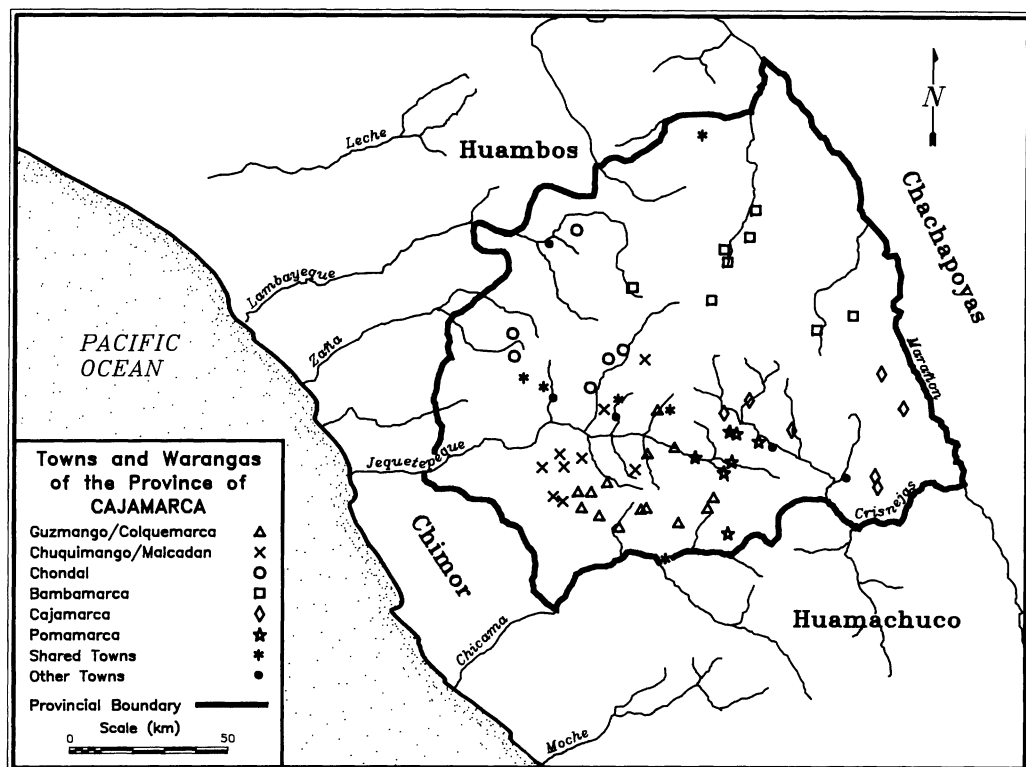 N
Leche
Huambos
Chachapoyas
Lambayeque
PACIFIC
OCEAN
Zaña
Marañon
Jequetepeque
Crisnejas
Chimor
Huamachuco
Chicama
Moche
Towns and Warangas
of the Province of
CAJAMARCA
Guzmango/Colquemarca
Chuquimango/Malcadan
Chondal
Bambamarca
Cajamarca
Pomamarca
Shared Towns
Other Towns
Provincial Boundary
Scale (km)
0 50